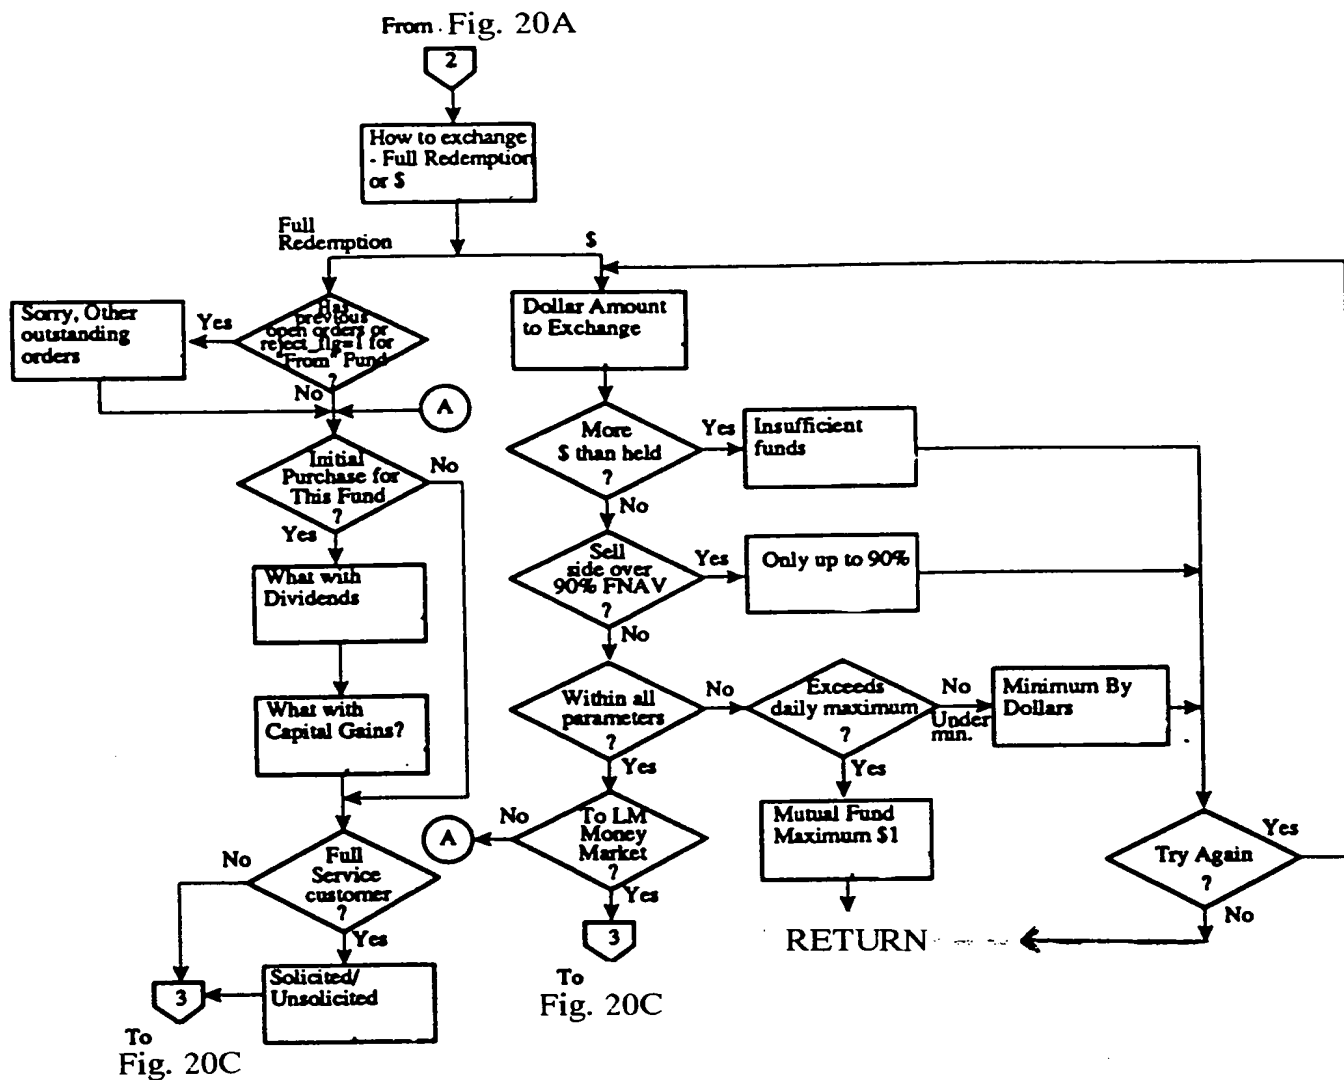 From Fig. 20A
2
How to exchange
- Full Redemption
or $
Full
Redemption
$
Sorry, Other
outstanding
orders
Yes
Has
previous
open orders or
reject_flg=1 for
"From" Fund
?
No
A
Dollar Amount
to Exchange
More
$ than held
?
Yes
Insufficient
funds
No
Initial
Purchase for
This Fund
?
No
Yes
Sell
side over
90% FNAV
?
Yes
Only up to 90%
No
What with
Dividends
What with
Capital Gains?
Within all
parameters
?
No
Exceeds
daily maximum
?
No
Under
min.
Minimum By
Dollars
Yes
Yes
Mutual Fund
Maximum $1
A
No
To LM
Money
Market
?
Yes
3
To
Fig. 20C
Try Again
?
Yes
No
RETURN
Full
Service
customer
?
No
Yes
Solicited/
Unsolicited
3
To
Fig. 20C